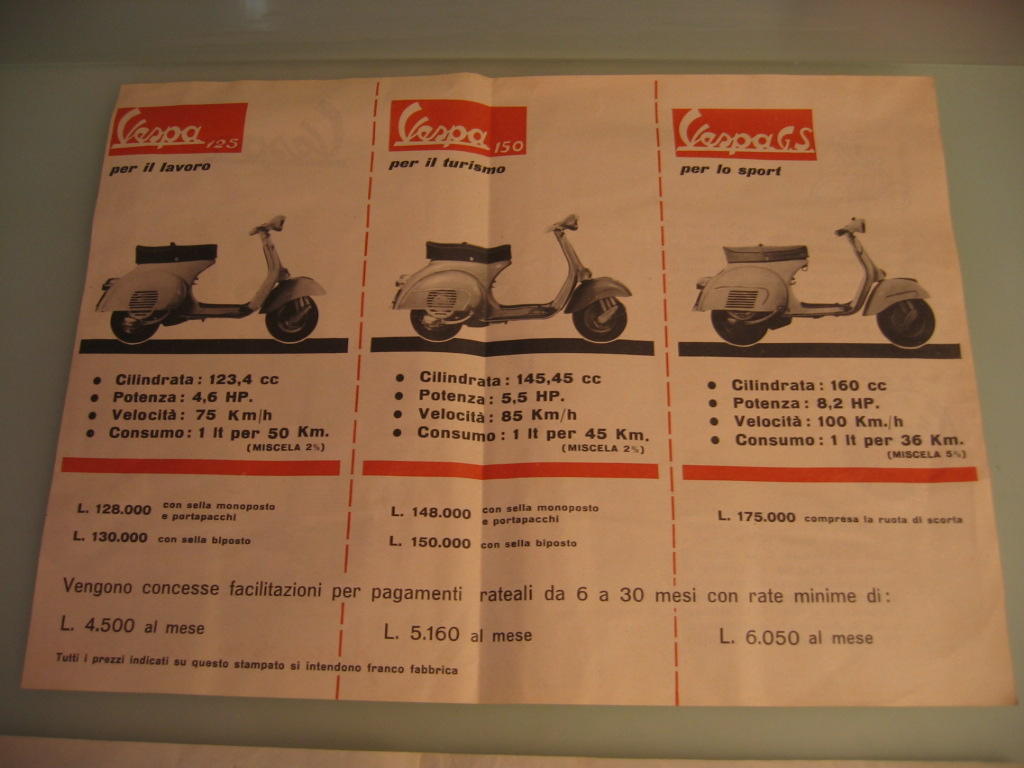 Vespa 125
per il lavoro
• Cilindrata : 123,4 cc
• Potenza : 4,6 HP.
• Velocità : 75 Km/h
• Consumo : 1 lt per 50 Km.
(MISCELA 2%)
L. 128.000 con sella monoposto
e portapacchi
L. 130.000 con sella biposto
Vespa 150
per il turismo
• Cilindrata : 145,45 cc
• Potenza : 5,5 HP.
• Velocità : 85 Km/h
• Consumo : 1 lt per 45 Km.
(MISCELA 2%)
L. 148.000 con sella monoposto
e portapacchi
L. 150.000 con sella biposto
Vespa G.S.
per lo sport
• Cilindrata : 160 cc
• Potenza : 8,2 HP.
• Velocità : 100 Km./h
• Consumo : 1 lt per 36 Km.
(MISCELA 5%)
L. 175.000 compresa la ruota di scorta
Vengono concesse facilitazioni per pagamenti rateali da 6 a 30 mesi con rate minime di :
L. 4.500 al mese
L. 5.160 al mese
L. 6.050 al mese
Tutti i prezzi indicati su questo stampato si intendono franco fabbrica